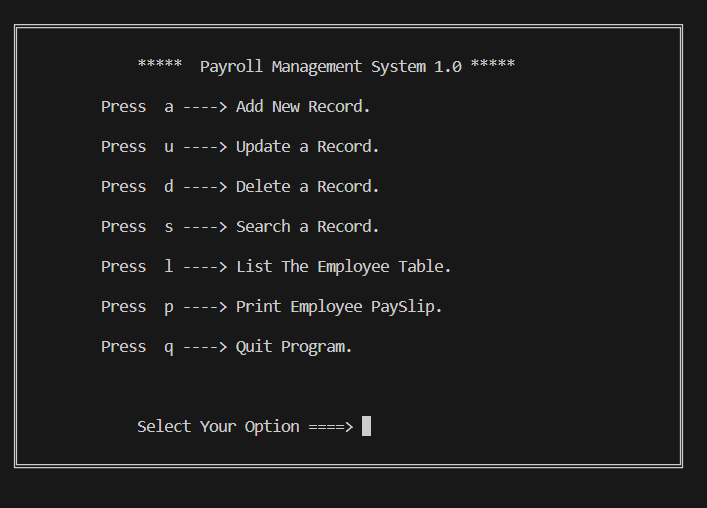 *****  Payroll Management System 1.0 *****
Press  a ----> Add New Record.
Press  u ----> Update a Record.
Press  d ----> Delete a Record.
Press  s ----> Search a Record.
Press  l ----> List The Employee Table.
Press  p ----> Print Employee PaySlip.
Press  q ----> Quit Program.
Select Your Option ====>